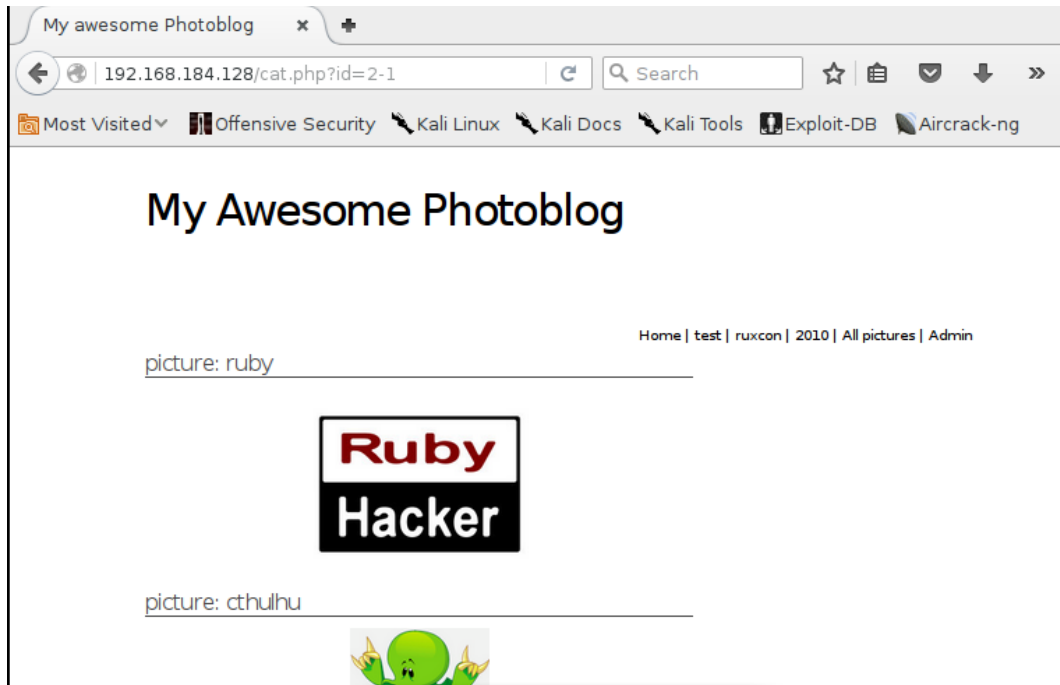 My awesome Photoblog
192.168.184.128/cat.php?id=2-1
Search
Most Visited
Offensive Security
Kali Linux
Kali Docs
Kali Tools
Exploit-DB
Aircrack-ng
My Awesome Photoblog
Home | test | ruxcon | 2010 | All pictures | Admin
picture: ruby
Ruby
Hacker
picture: cthulhu